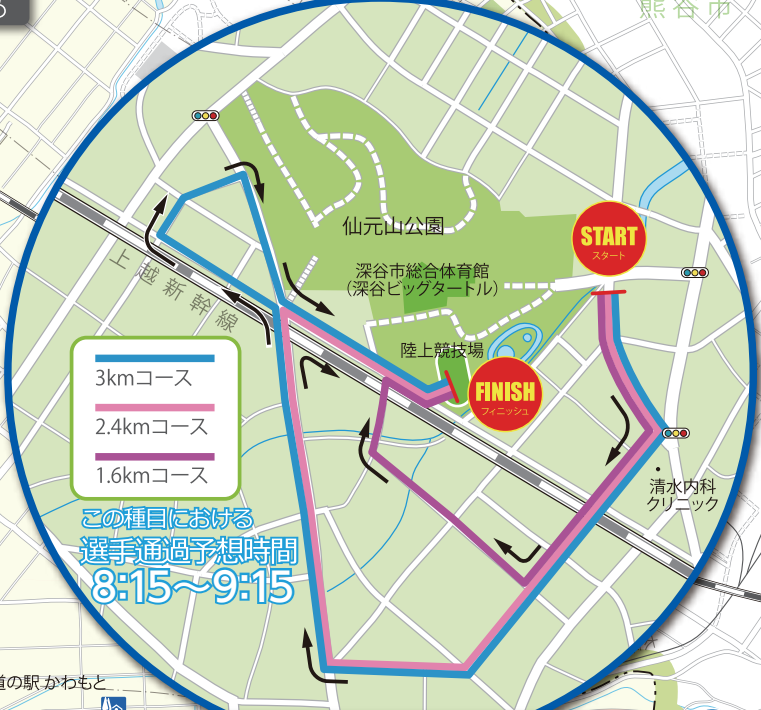 熊谷市
仙元山公園
START
スタート
深谷市総合体育館
(深谷ビッグタートル)
上越新幹線
陸上競技場
FINISH
フィニッシュ
3kmコース
2.4kmコース
1.6kmコース
清水内科
クリニック
この種目における
選手通過予想時間
8:15〜9:15
道の駅 かわもと